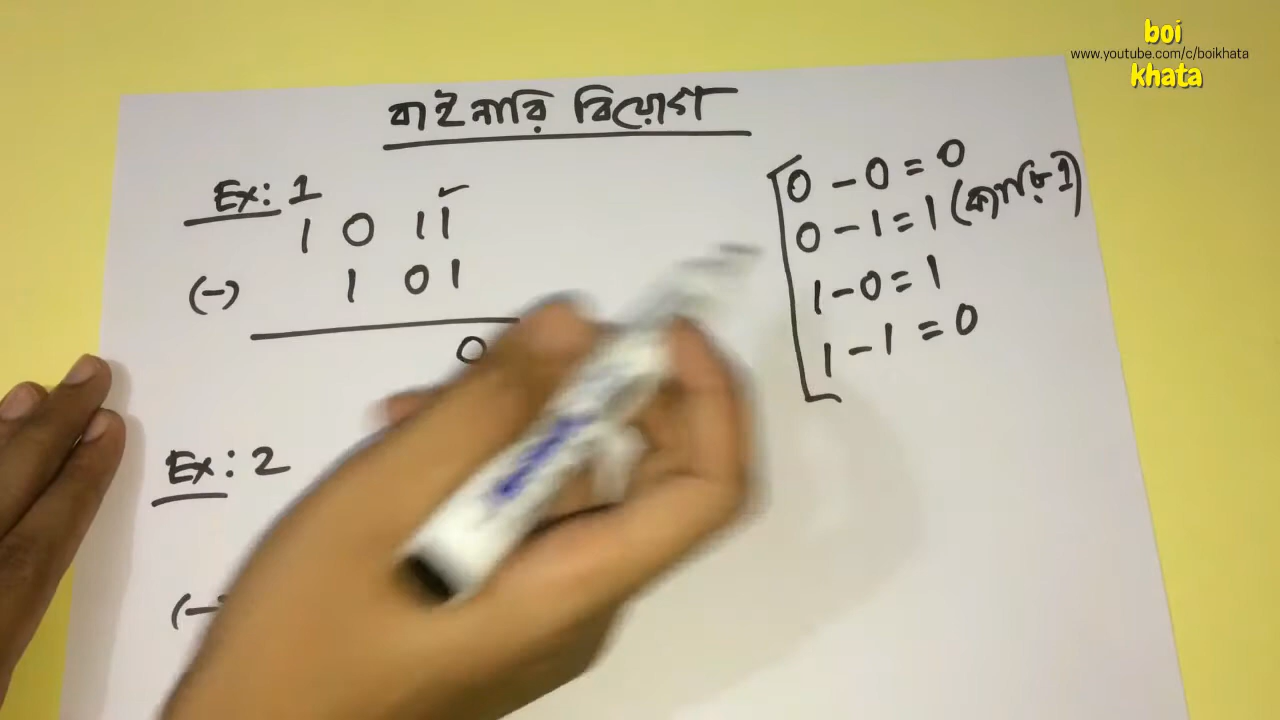 boi
www.youtube.com/c/boikhata
khata
বাইনারি বিয়োগ
Ex: 1
1 0 1 1
(-) 1 0 1
0
0 - 0 = 0
0 - 1 = 1 (ক্যারি 1)
1 - 0 = 1
1 - 1 = 0
Ex: 2
(-)